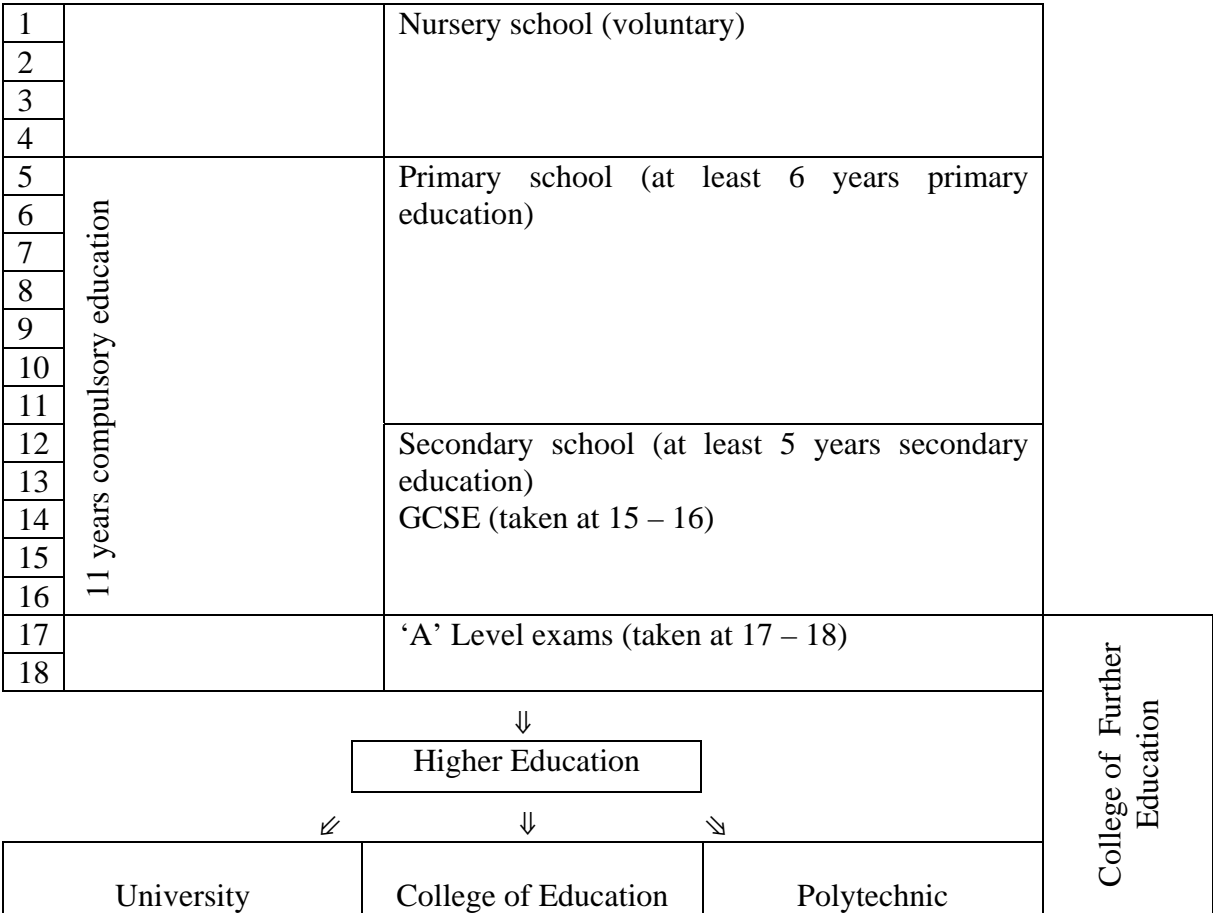 1 Nursery school (voluntary)
2
3
4
5 Primary school (at least 6 years primary
6 education)
7
8
9
10
11
11 years compulsory education
12 Secondary school (at least 5 years secondary
13 education)
14 GCSE (taken at 15 – 16)
15
16
17 ‘A’ Level exams (taken at 17 – 18)
18
⇓
Higher Education
⇙ ⇓ ⇘
University College of Education Polytechnic
College of Further
Education